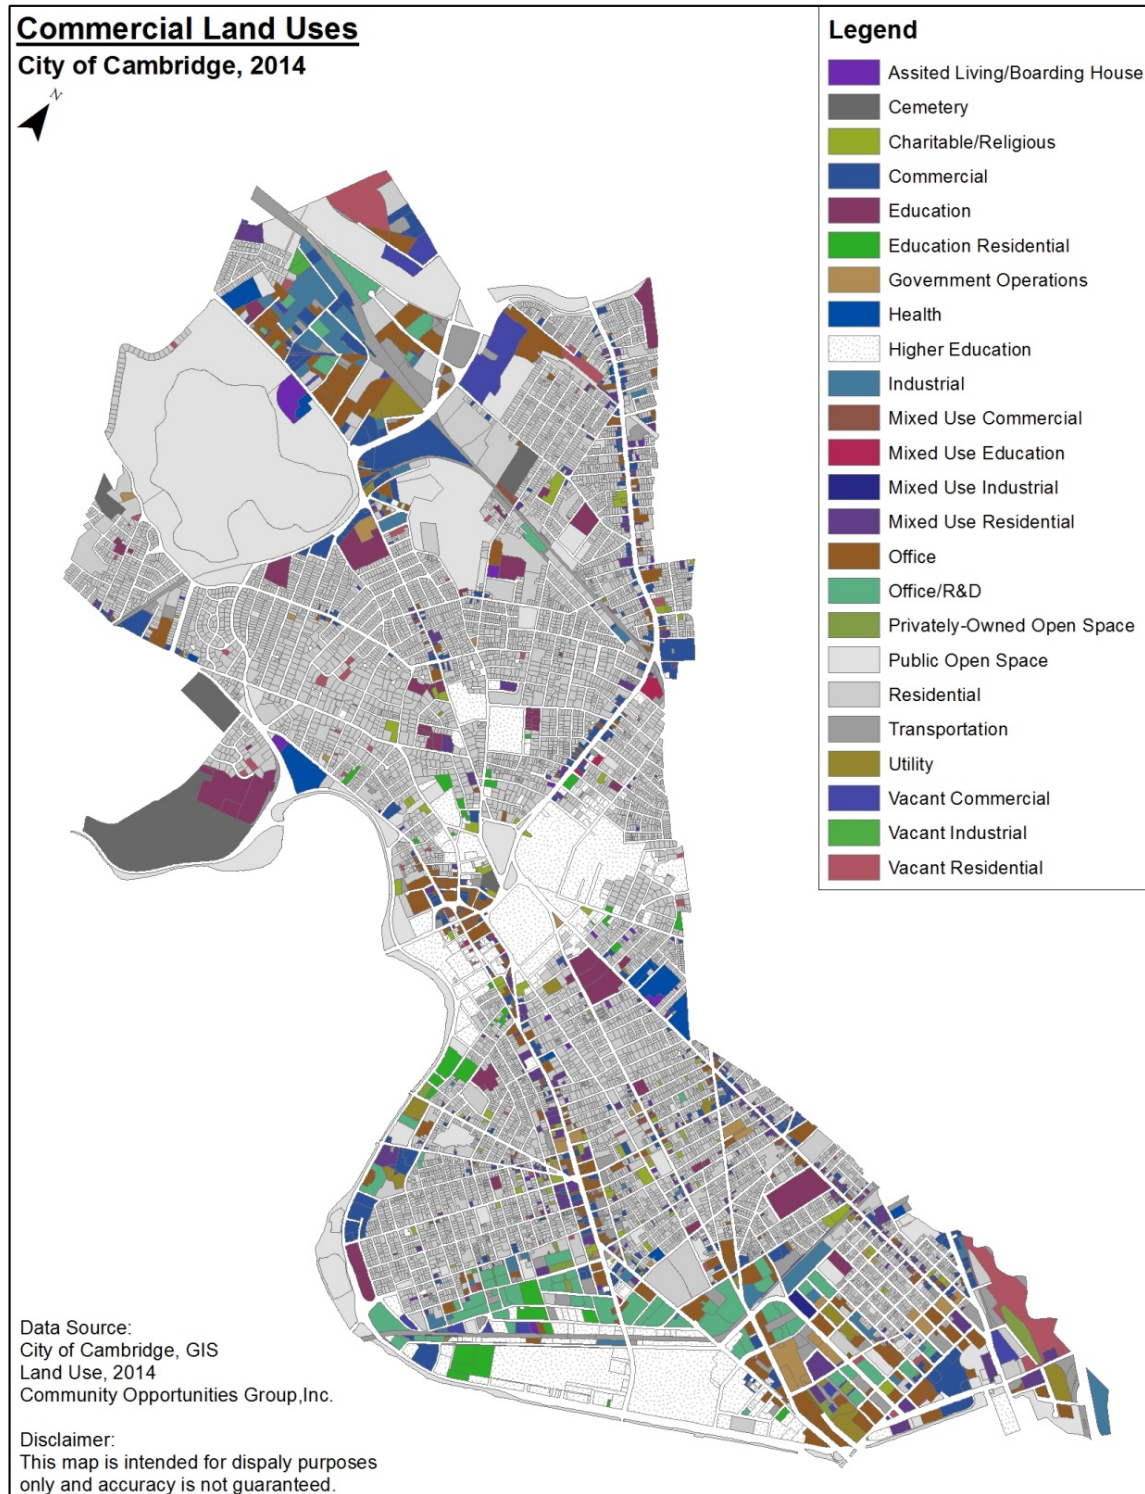 Commercial Land Uses
City of Cambridge, 2014
N
Legend
Assited Living/Boarding House
Cemetery
Charitable/Religious
Commercial
Education
Education Residential
Government Operations
Health
Higher Education
Industrial
Mixed Use Commercial
Mixed Use Education
Mixed Use Industrial
Mixed Use Residential
Office
Office/R&D
Privately-Owned Open Space
Public Open Space
Residential
Transportation
Utility
Vacant Commercial
Vacant Industrial
Vacant Residential
Data Source:
City of Cambridge, GIS
Land Use, 2014
Community Opportunities Group,Inc.
Disclaimer:
This map is intended for dispaly purposes
only and accuracy is not guaranteed.